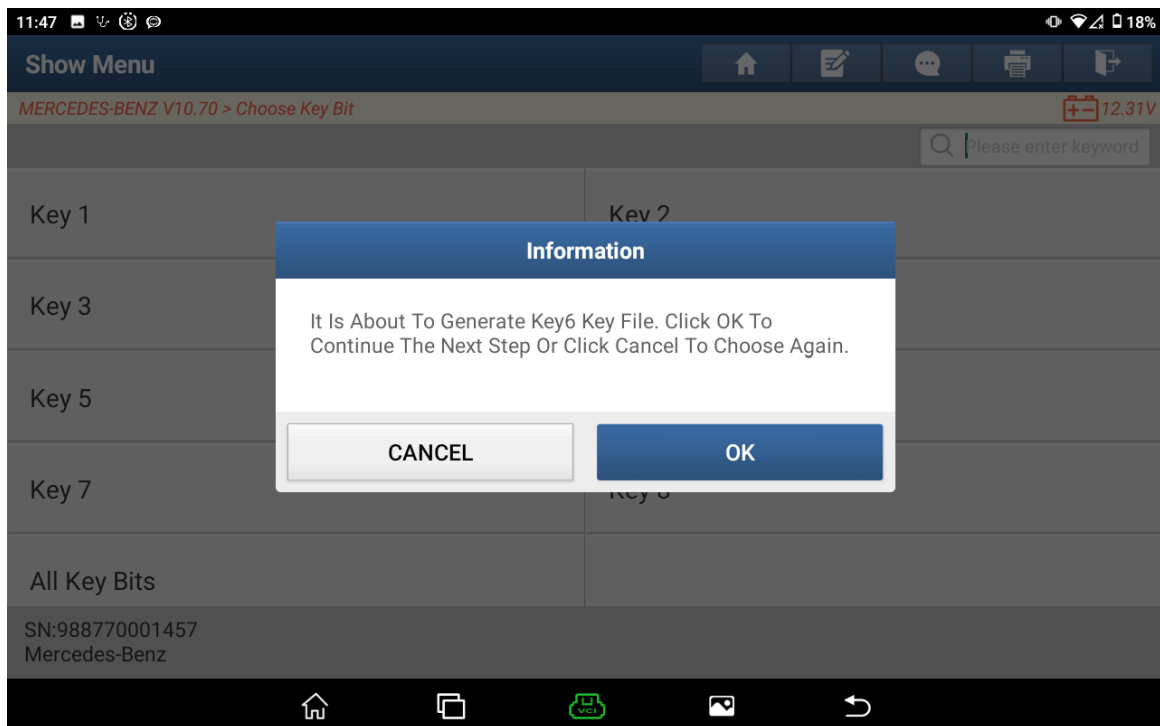 11:47 18%
Show Menu
MERCEDES-BENZ V10.70 > Choose Key Bit 12.31V
Please enter keyword
Key 1 Key 2
Information
Key 3
It Is About To Generate Key6 Key File. Click OK To
Continue The Next Step Or Click Cancel To Choose Again.
Key 5
CANCEL OK
Key 7 Key 8
All Key Bits
SN:988770001457
Mercedes-Benz
VCI